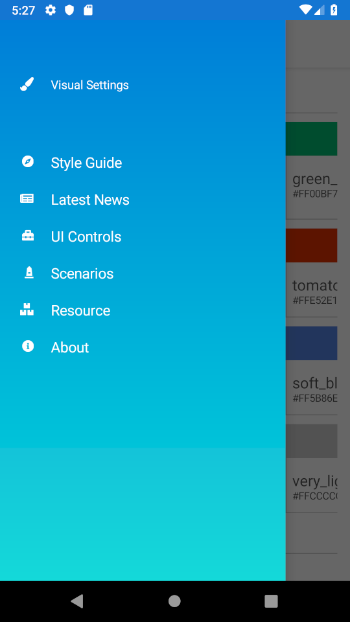 5:27
Visual Settings
Style Guide
Latest News
UI Controls
Scenarios
Resource
About
green_
#FF00BF7
tomato
#FFE52E1
soft_bl
#FF5B86E
very_lig
#FFCCCC